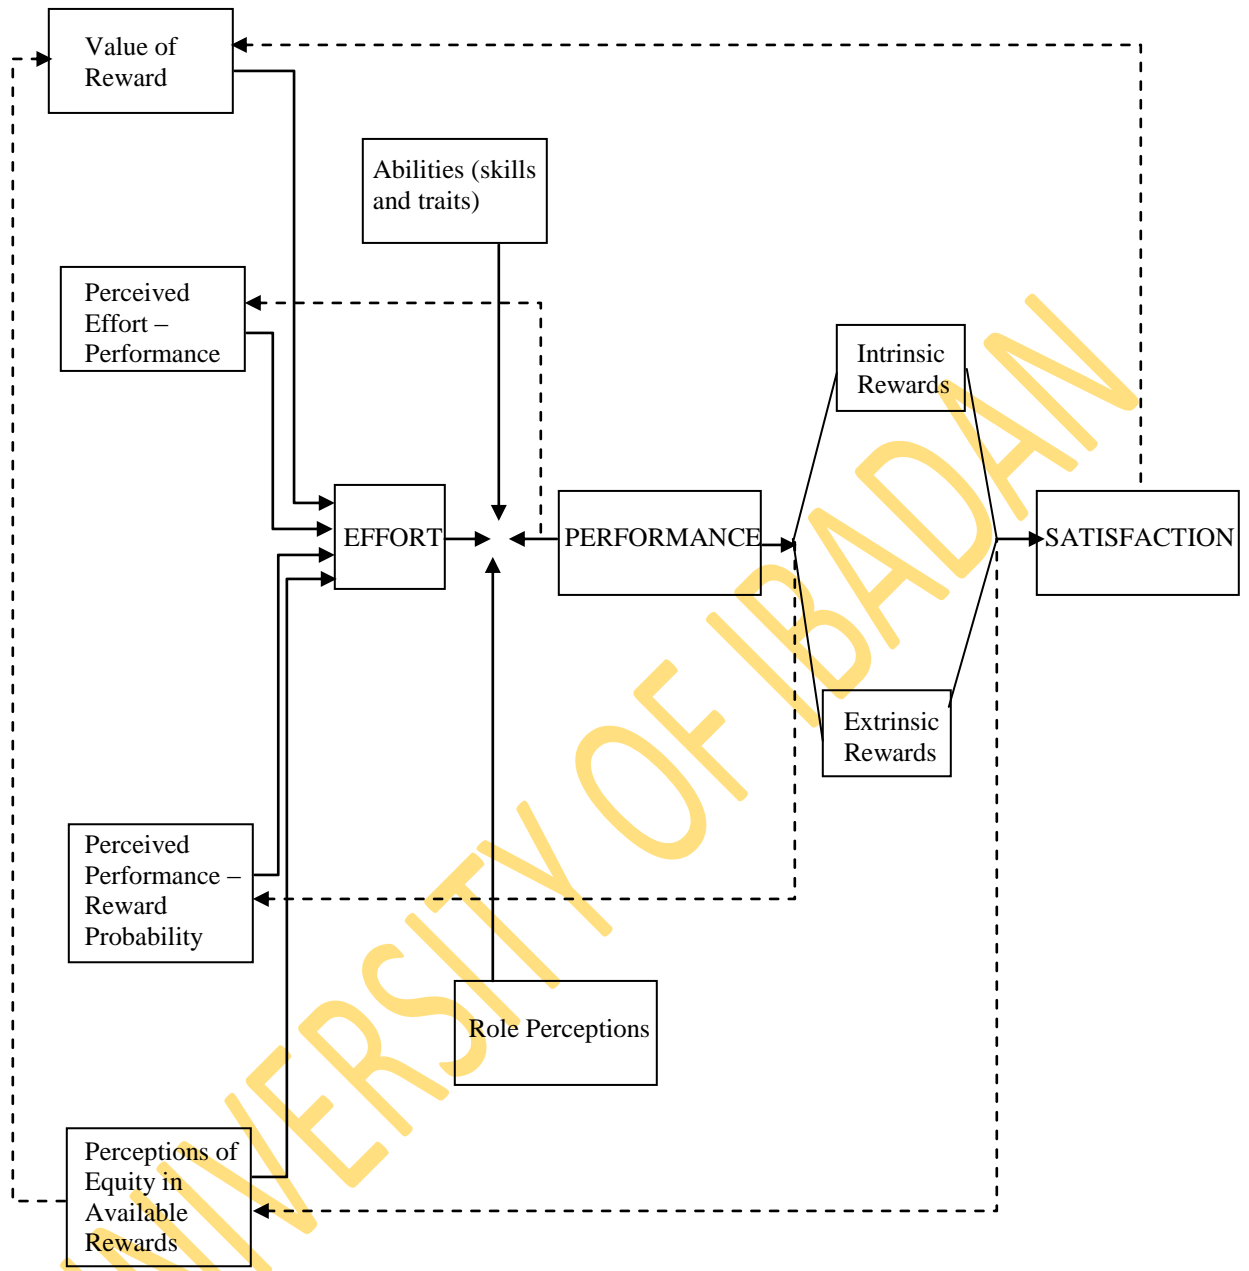 Value of
Reward
Abilities (skills
and traits)
Perceived
Effort –
Performance
Intrinsic
Rewards
EFFORT
PERFORMANCE
SATISFACTION
Extrinsic
Rewards
Perceived
Performance –
Reward
Probability
Role Perceptions
Perceptions of
Equity in
Available
Rewards
UNIVERSITY OF IBADAN